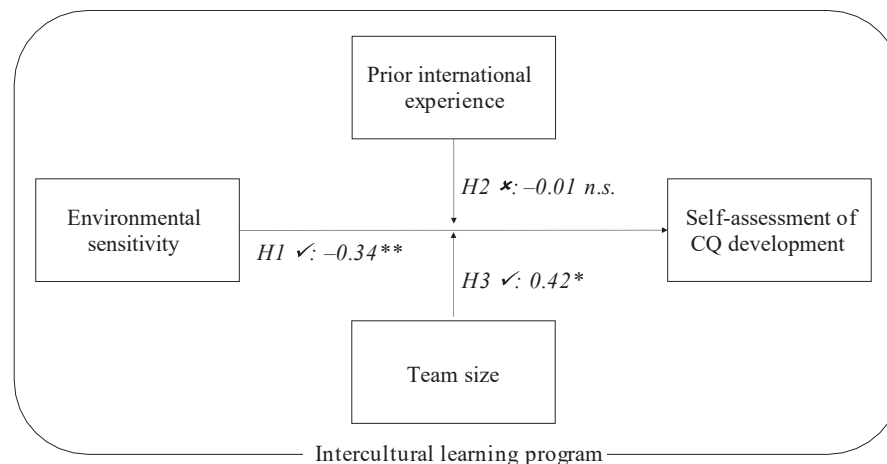 Prior international
experience
H2 ✘: –0.01 n.s.
Environmental
sensitivity
Self-assessment of
CQ development
H1 ✓: –0.34**
H3 ✓: 0.42*
Team size
Intercultural learning program